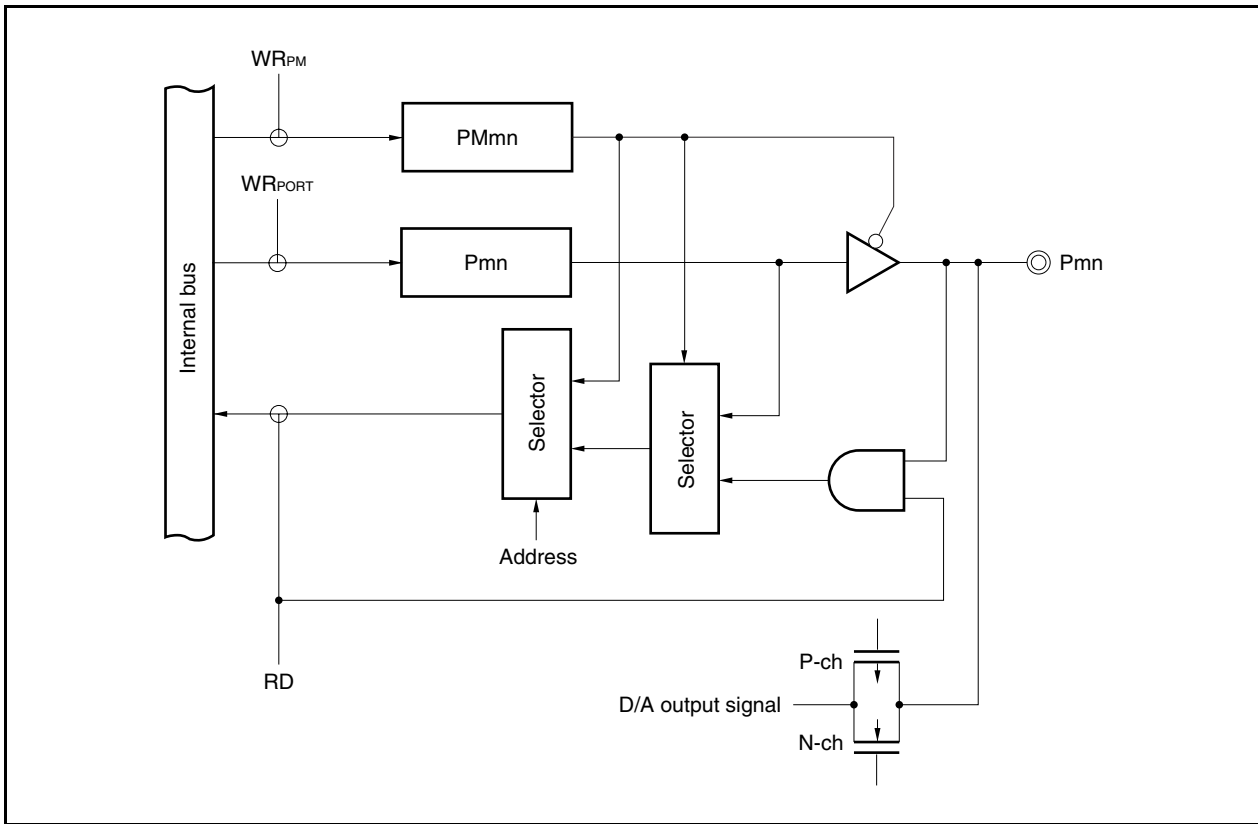 WRPM
PMmn
WRPORT
Pmn
Pmn
Internal bus
Selector
Selector
Address
RD
P-ch
D/A output signal
N-ch